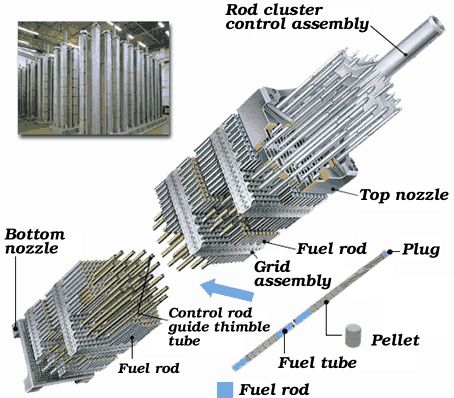 Rod cluster
control assembly
Top nozzle
Bottom
nozzle
Fuel rod
Plug
Grid
assembly
Control rod
guide thimble
tube
Pellet
Fuel rod
Fuel tube
Fuel rod